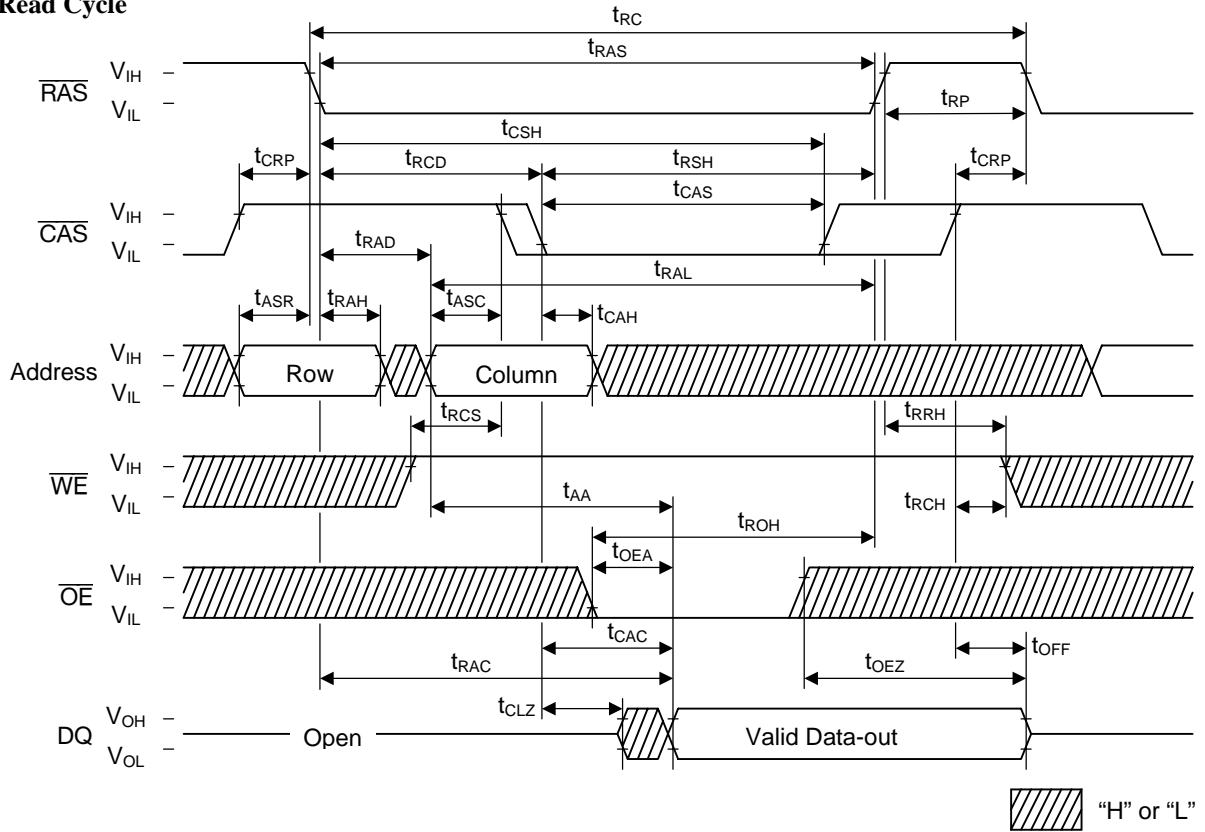 Read Cycle
tRC
tRAS
VIH
RAS
VIL
tRP
tCSH
tCRP
tRCD
tRSH
tCRP
tCAS
VIH
CAS
VIL
tRAD
tRAL
tASR
tRAH
tASC
tCAH
VIH
Address
Row
Column
VIL
tRCS
tRRH
VIH
WE
VIL
tAA
tRCH
tROH
tOEA
VIH
OE
VIL
tCAC
tOFF
tRAC
tOEZ
tCLZ
VOH
DQ
Open
Valid Data-out
VOL
“H” or “L”